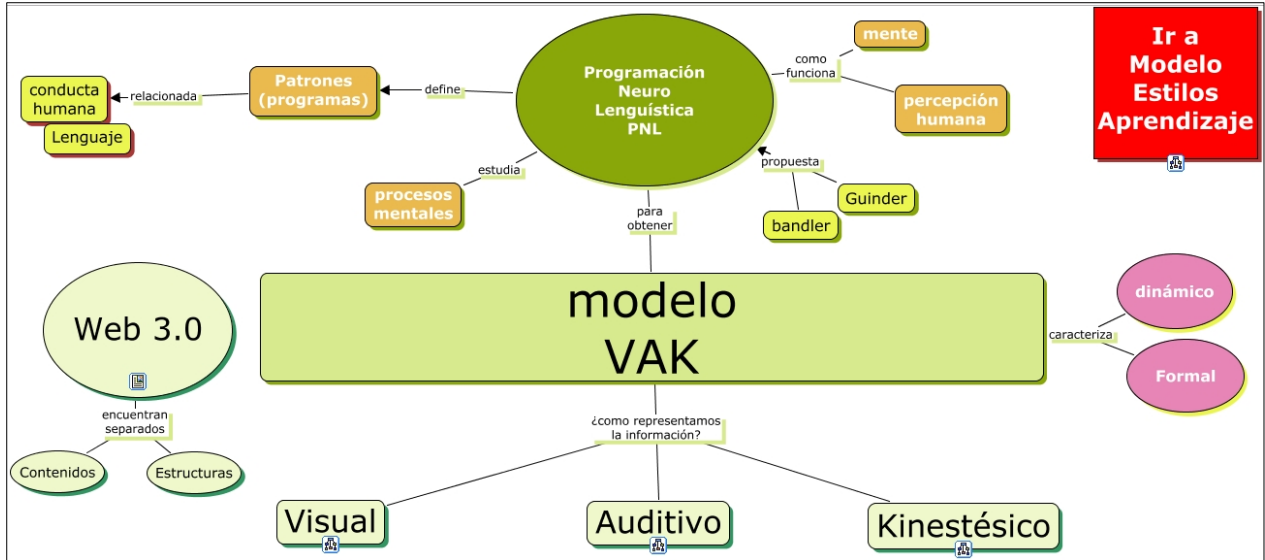 Programación
Neuro
Lenguística
PNL
define
Patrones
(programas)
relacionada
conducta
humana
Lenguaje
estudia
procesos
mentales
como
funciona
mente
percepción
humana
propuesta
Guinder
bandler
para
obtener
Ir a
Modelo
Estilos
Aprendizaje
modelo
VAK
caracteriza
dinámico
Formal
Web 3.0
encuentran
separados
Contenidos
Estructuras
¿como representamos
la información?
Visual
Auditivo
Kinestésico